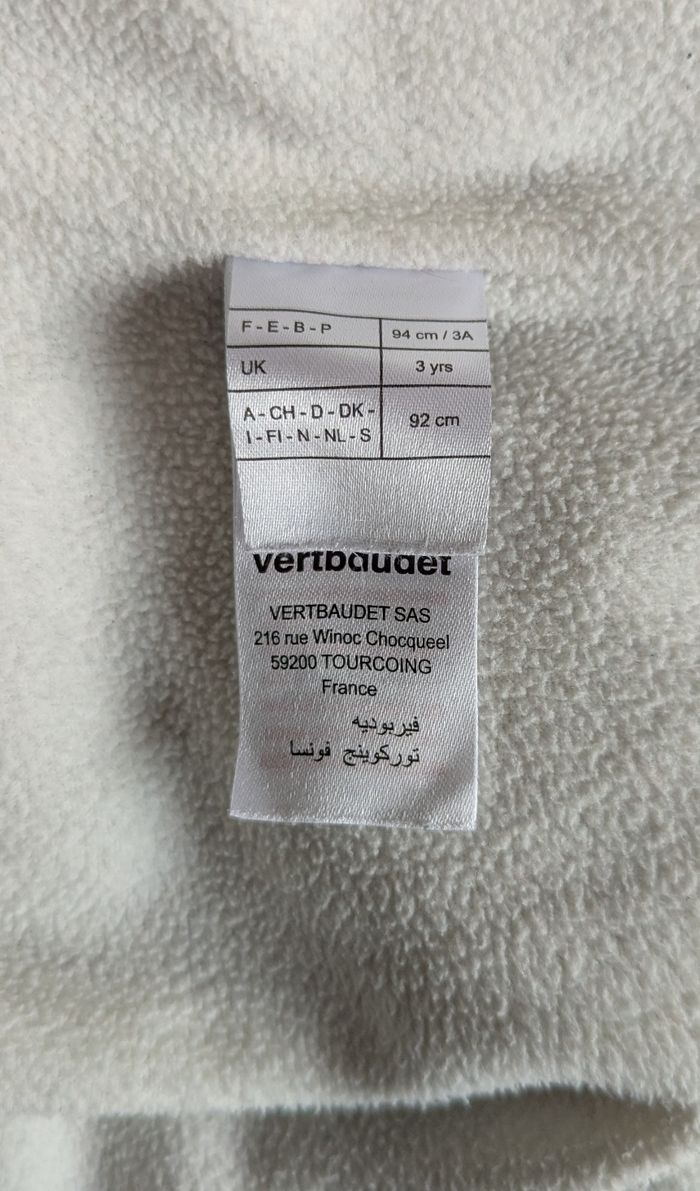 F - E - B - P 94 cm / 3A
UK 3 yrs
A - CH - D - DK - 92 cm
I - FI - N - NL - S
vertbaudet
VERTBAUDET SAS
216 rue Winoc Chocqueel
59200 TOURCOING
France
فيربوديه
توركوينج فونسا